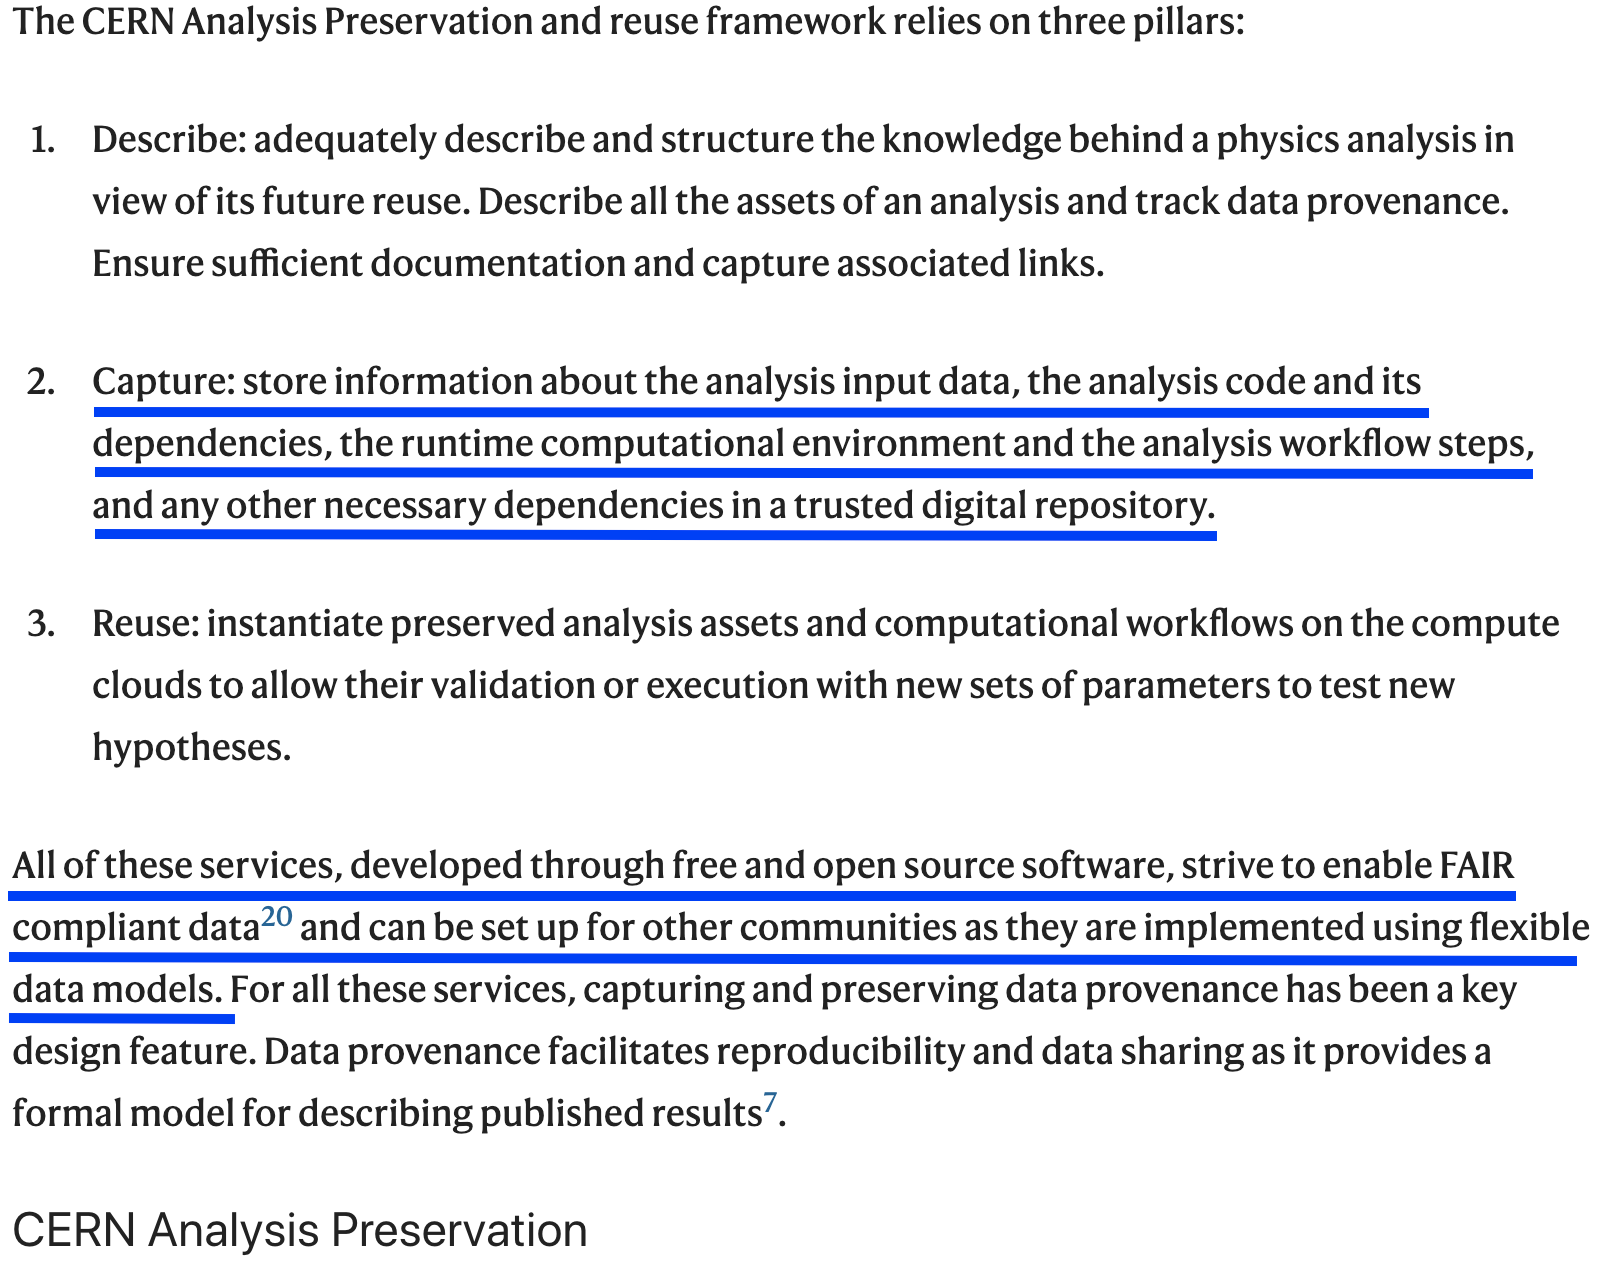 The CERN Analysis Preservation and reuse framework relies on three pillars:
1. Describe: adequately describe and structure the knowledge behind a physics analysis in
view of its future reuse. Describe all the assets of an analysis and track data provenance.
Ensure sufficient documentation and capture associated links.
2. Capture: store information about the analysis input data, the analysis code and its
dependencies, the runtime computational environment and the analysis workflow steps,
and any other necessary dependencies in a trusted digital repository.
3. Reuse: instantiate preserved analysis assets and computational workflows on the compute
clouds to allow their validation or execution with new sets of parameters to test new
hypotheses.
All of these services, developed through free and open source software, strive to enable FAIR
compliant data20 and can be set up for other communities as they are implemented using flexible
data models. For all these services, capturing and preserving data provenance has been a key
design feature. Data provenance facilitates reproducibility and data sharing as it provides a
formal model for describing published results7.
CERN Analysis Preservation